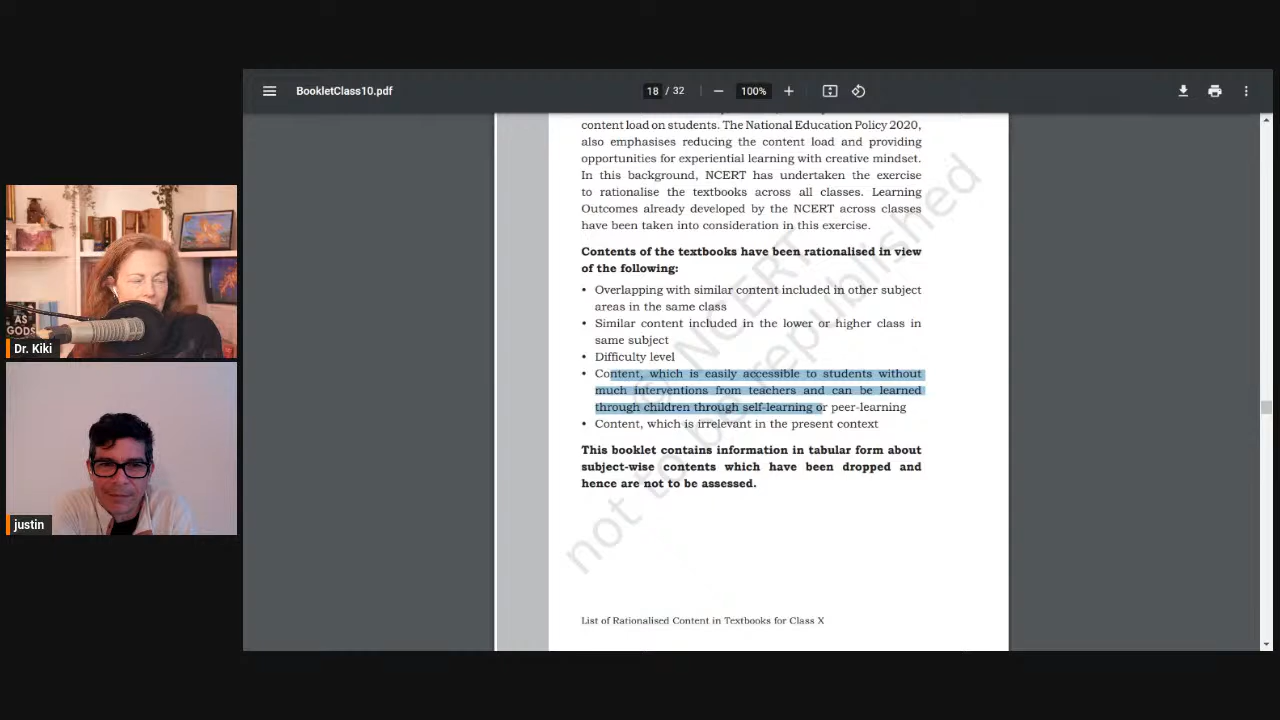 BookletClass10.pdf
18 / 32
100%
content load on students. The National Education Policy 2020,
also emphasises reducing the content load and providing
opportunities for experiential learning with creative mindset.
In this background, NCERT has undertaken the exercise
to rationalise the textbooks across all classes. Learning
Outcomes already developed by the NCERT across classes
have been taken into consideration in this exercise.
Contents of the textbooks have been rationalised in view
of the following:
• Overlapping with similar content included in other subject
areas in the same class
• Similar content included in the lower or higher class in
same subject
• Difficulty level
• Content, which is easily accessible to students without
much interventions from teachers and can be learned
through children through self-learning or peer-learning
• Content, which is irrelevant in the present context
This booklet contains information in tabular form about
subject-wise contents which have been dropped and
hence are not to be assessed.
List of Rationalised Content in Textbooks for Class X
© NCERT
not to be republished
AS
GODS
Dr. Kiki
justin